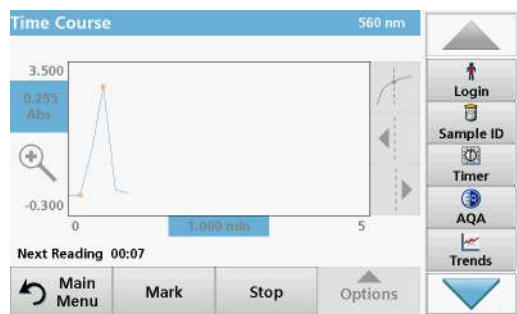 Time Course 560 nm
3.500
0.255
Abs
-0.300
0 1.000 min 5
Next Reading 00:07
Main
Menu
Mark
Stop
Options
Login
Sample ID
Timer
AQA
Trends